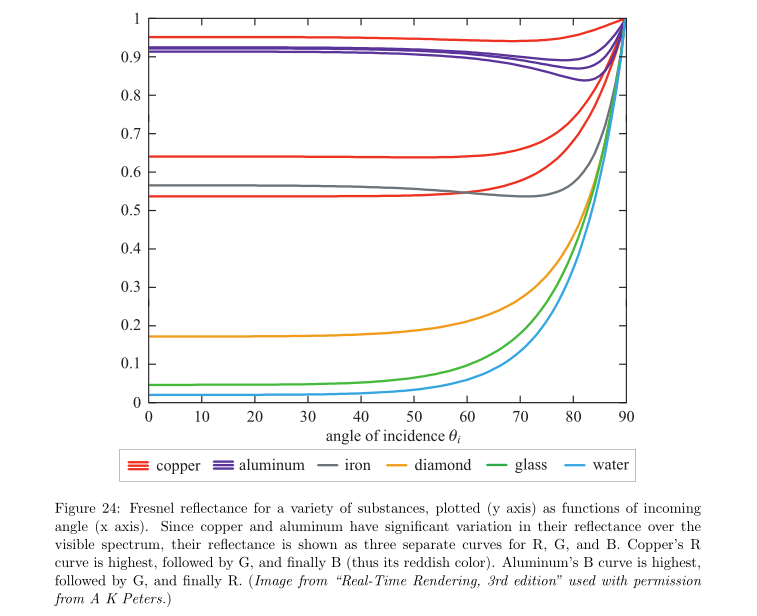 1
0.9
0.8
0.7
0.6
0.5
0.4
0.3
0.2
0.1
0
0 10 20 30 40 50 60 70 80 90
angle of incidence θi
copper aluminum iron diamond glass water
Figure 24: Fresnel reflectance for a variety of substances, plotted (y axis) as functions of incoming
angle (x axis). Since copper and aluminum have significant variation in their reflectance over the
visible spectrum, their reflectance is shown as three separate curves for R, G, and B. Copper's R
curve is highest, followed by G, and finally B (thus its reddish color). Aluminum's B curve is highest,
followed by G, and finally R. (Image from "Real-Time Rendering, 3rd edition" used with permission
from A K Peters.)